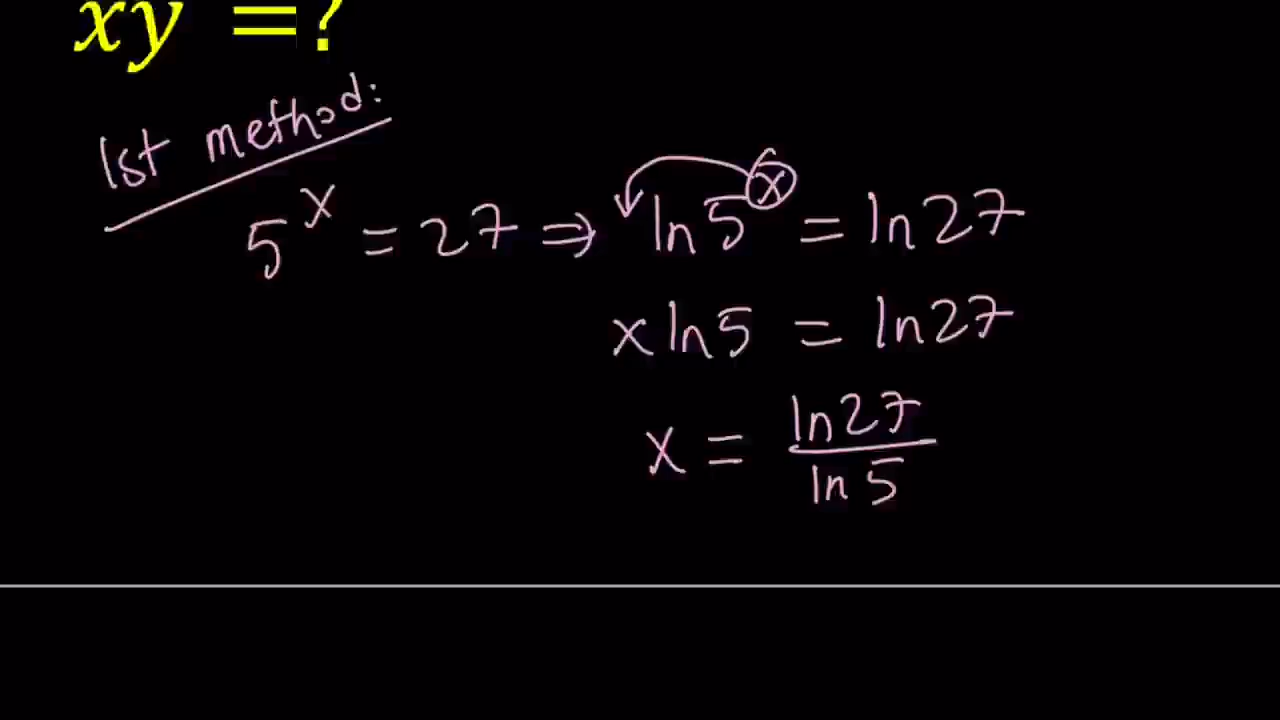 xy =?
1st method:
5^x = 27 ⇒ ln 5^x = ln 27
x ln 5 = ln 27
x = ln 27 / ln 5